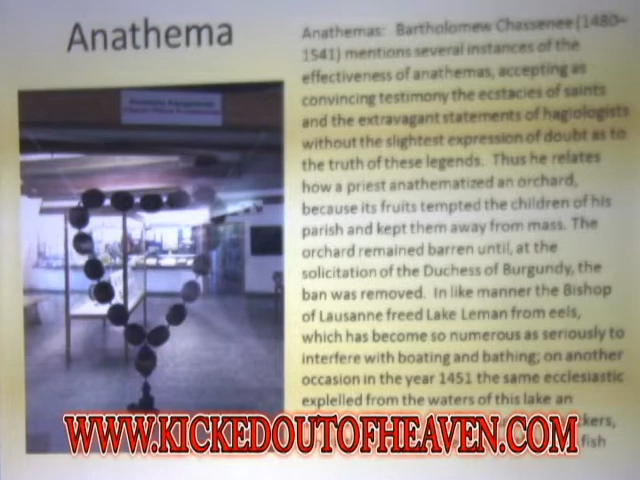 Anathema
Anathemas: Bartholomew Chassenee (1480–
1541) mentions several instances of the
effectiveness of anathemas, accepting as
convincing testimony the ecstacies of saints
and the extravagant statements of hagiologists
without the slightest expression of doubt as to
the truth of these legends. Thus he relates
how a priest anathematized an orchard,
because its fruits tempted the children of his
parish and kept them away from mass. The
orchard remained barren until, at the
solicitation of the Duchess of Burgundy, the
ban was removed. In like manner the Bishop
of Lausanne freed Lake Leman from eels,
which has become so numerous as seriously to
interfere with boating and bathing; on another
occasion in the year 1451 the same ecclesiastic
explelled from the waters of this lake an
ckers,
fish
WWW.KICKEDOUTOFHEAVEN.COM